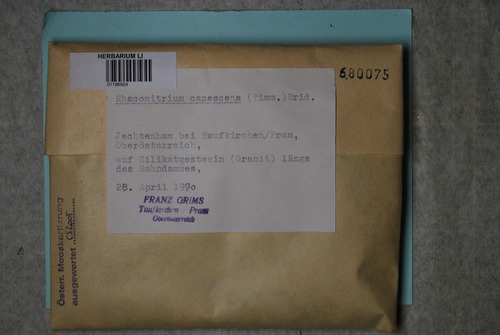 HERBARIUM LI
01186824
680075
Rhacomitrium canescens (Timm.)Brid.
Jechtenham bei Taufkirchen/Pram,
Oberösterreich,
auf Silikatgestein (Granit) längs
des Bahndammes,
28. April 1970
FRANZ GRIMS
Taufkirchen Pram
Oberösterreich
Österr. Mooskartierung
ausgewertet